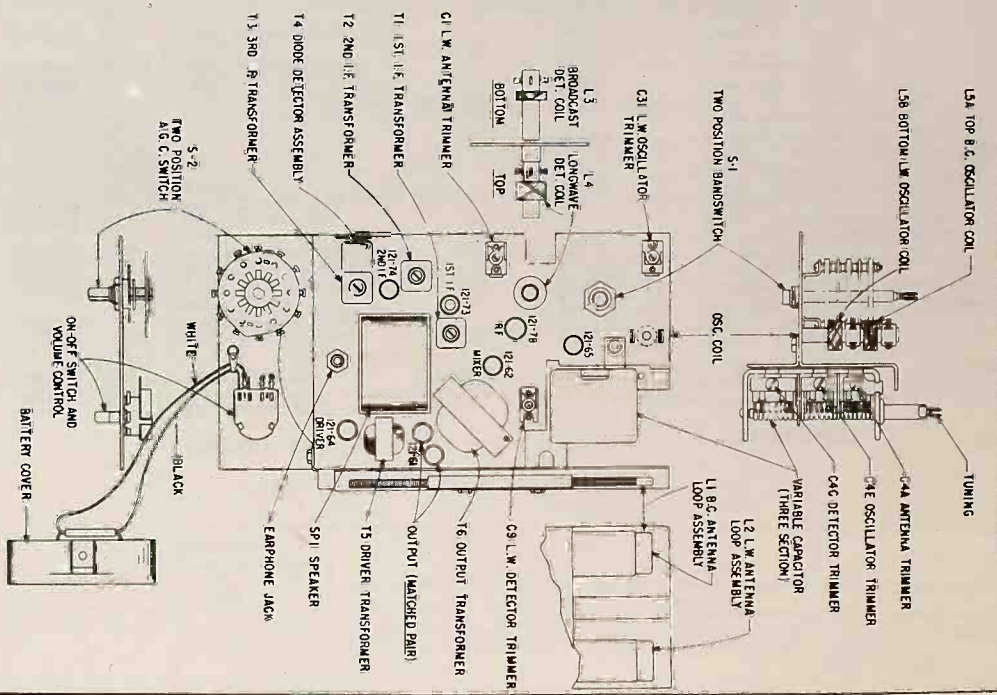 L5A TOP B.C. OSCILLATOR COIL
L5B BOTTOM L.W. OSCILLATOR COIL
S-1
TWO POSITION BANDSWITCH
C31 L.W. OSCILLATOR
TRIMMER
L3
BROADCAST
DET. COIL
BOTTOM
L4
LONGWAVE
DET. COIL
TOP
C1 L.W. ANTENNA TRIMMER
T1 1ST. I.F. TRANSFORMER
T2 2ND I.F. TRANSFORMER
T4 DIODE DETECTOR ASSEMBLY
T3 3RD I.F. TRANSFORMER
S-2
TWO POSITION
A.G.C. SWITCH
OSC. COIL
121-65
121-78
RF
121-62
MIXER
121-73
1ST IF
121-74
2ND IF
121-64
DRIVER
121-61
WHITE
ON-OFF SWITCH AND
VOLUME CONTROL
BLACK
BATTERY COVER
TUNING
C4A ANTENNA TRIMMER
C4E OSCILLATOR TRIMMER
C4C DETECTOR TRIMMER
VARIABLE CAPACITOR
(THREE SECTION)
L2 L.W. ANTENNA
LOOP ASSEMBLY
L1 B.C. ANTENNA
LOOP ASSEMBLY
C9 L.W. DETECTOR TRIMMER
T6 OUTPUT TRANSFORMER
OUTPUT (MATCHED PAIR)
T5 DRIVER TRANSFORMER
SP1 SPEAKER
EARPHONE JACK